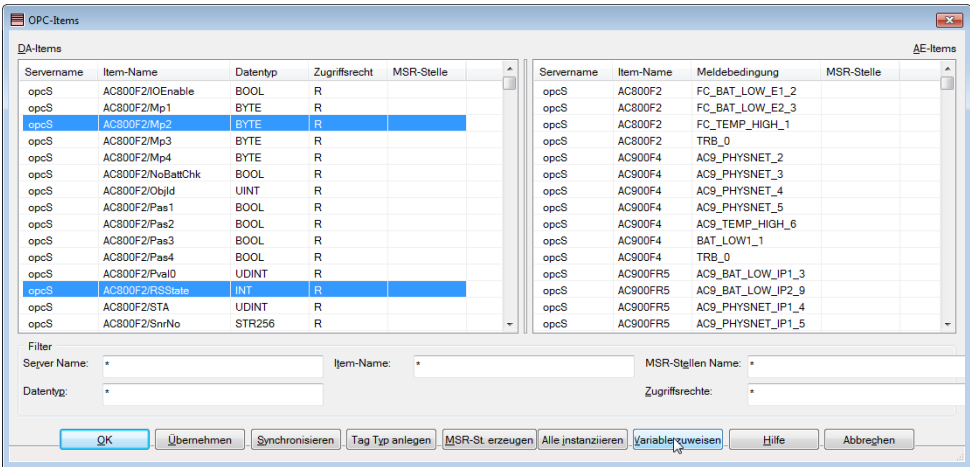 OPC-Items
DA-Items AE-Items
Servername Item-Name Datentyp Zugriffsrecht MSR-Stelle
opcS AC800F2/IOEnable BOOL R
opcS AC800F2/Mp1 BYTE R
opcS AC800F2/Mp2 BYTE R
opcS AC800F2/Mp3 BYTE R
opcS AC800F2/Mp4 BYTE R
opcS AC800F2/NoBattChk BOOL R
opcS AC800F2/ObjId UINT R
opcS AC800F2/Pas1 BOOL R
opcS AC800F2/Pas2 BOOL R
opcS AC800F2/Pas3 BOOL R
opcS AC800F2/Pas4 BOOL R
opcS AC800F2/Pval0 UDINT R
opcS AC800F2/RSState INT R
opcS AC800F2/STA UDINT R
opcS AC800F2/SnrNo STR256 R
Servername Item-Name Meldebedingung MSR-Stelle
opcS AC800F2 FC_BAT_LOW_E1_2
opcS AC800F2 FC_BAT_LOW_E2_3
opcS AC800F2 FC_TEMP_HIGH_1
opcS AC800F2 TRB_0
opcS AC900F4 AC9_PHYSNET_2
opcS AC900F4 AC9_PHYSNET_3
opcS AC900F4 AC9_PHYSNET_4
opcS AC900F4 AC9_PHYSNET_5
opcS AC900F4 AC9_TEMP_HIGH_6
opcS AC900F4 BAT_LOW1_1
opcS AC900F4 TRB_0
opcS AC900FR5 AC9_BAT_LOW_IP1_3
opcS AC900FR5 AC9_BAT_LOW_IP2_9
opcS AC900FR5 AC9_PHYSNET_IP1_4
opcS AC900FR5 AC9_PHYSNET_IP1_5
Filter
Server Name: * Item-Name: * MSR-Stellen Name: *
Datentyp: * Zugriffsrechte: *
OK Übernehmen Synchronisieren Tag Typ anlegen MSR-St. erzeugen Alle instanziieren Variable zuweisen Hilfe Abbrechen